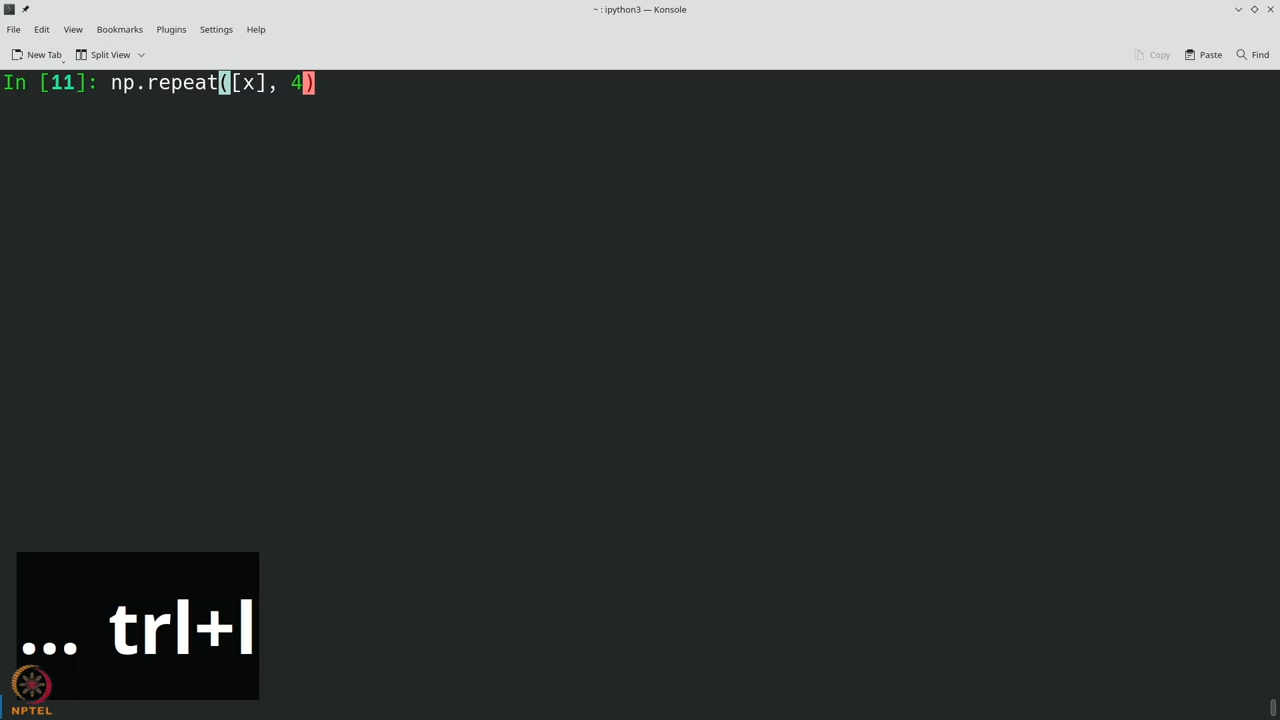 ~ : ipython3 — Konsole
File Edit View Bookmarks Plugins Settings Help
New Tab Split View Copy Paste Find
In [11]: np.repeat([x], 4)
... trl+l
NPTEL